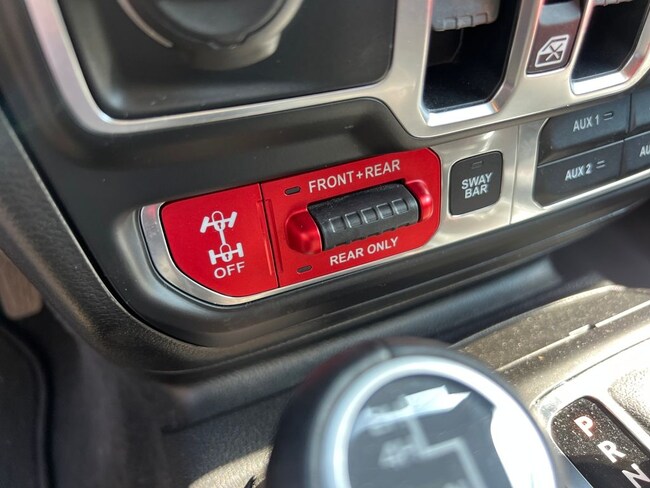 AUX 1
FRONT+REAR
SWAY
BAR
AUX 2
REAR ONLY
OFF
P
R
N